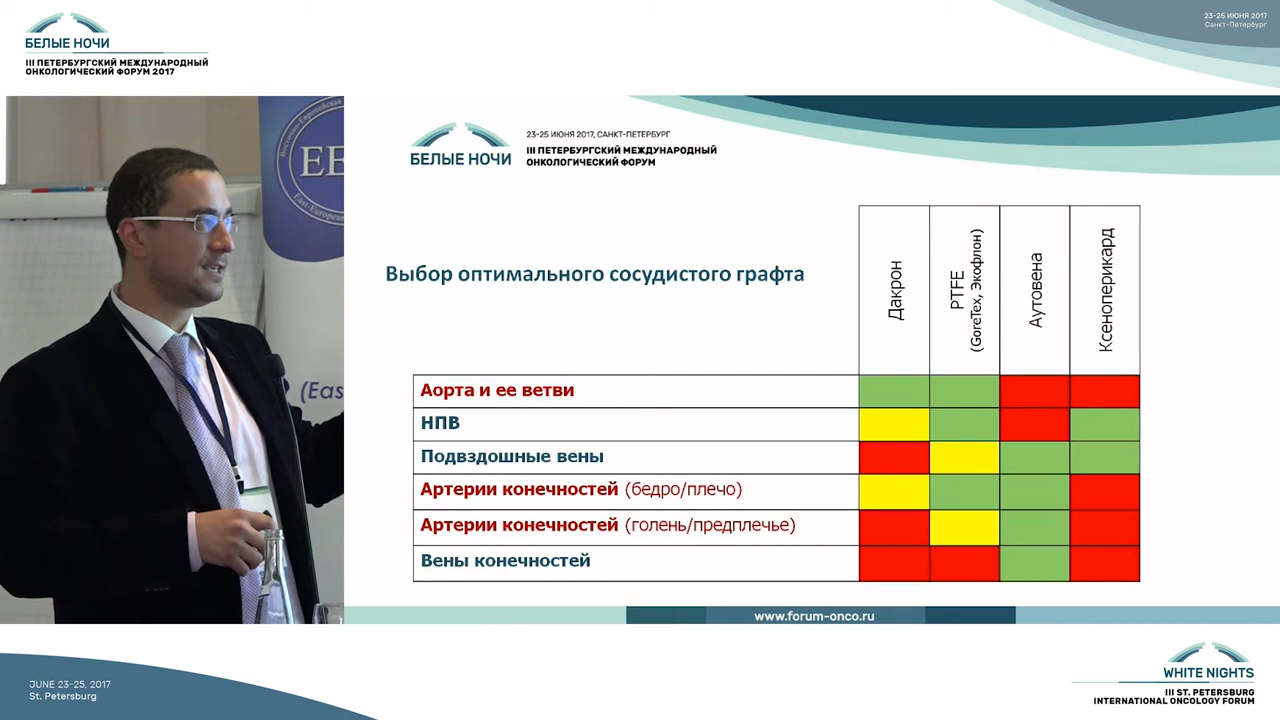 БЕЛЫЕ НОЧИ
III ПЕТЕРБУРГСКИЙ МЕЖДУНАРОДНЫЙ
ОНКОЛОГИЧЕСКИЙ ФОРУМ 2017
23-25 ИЮНЯ 2017
Санкт-Петербург
EE
(Eas
БЕЛЫЕ НОЧИ
23-25 ИЮНЯ 2017, САНКТ-ПЕТЕРБУРГ
III ПЕТЕРБУРГСКИЙ МЕЖДУНАРОДНЫЙ
ОНКОЛОГИЧЕСКИЙ ФОРУМ
Выбор оптимального сосудистого графта
Дакрон
PTFE
(GoreTex, Экофлон)
Аутовена
Ксеноперикард
Аорта и ее ветви
НПВ
Подвздошные вены
Артерии конечностей (бедро/плечо)
Артерии конечностей (голень/предплечье)
Вены конечностей
www.forum-onco.ru
JUNE 23-25, 2017
St. Petersburg
WHITE NIGHTS
III ST. PETERSBURG
INTERNATIONAL ONCOLOGY FORUM